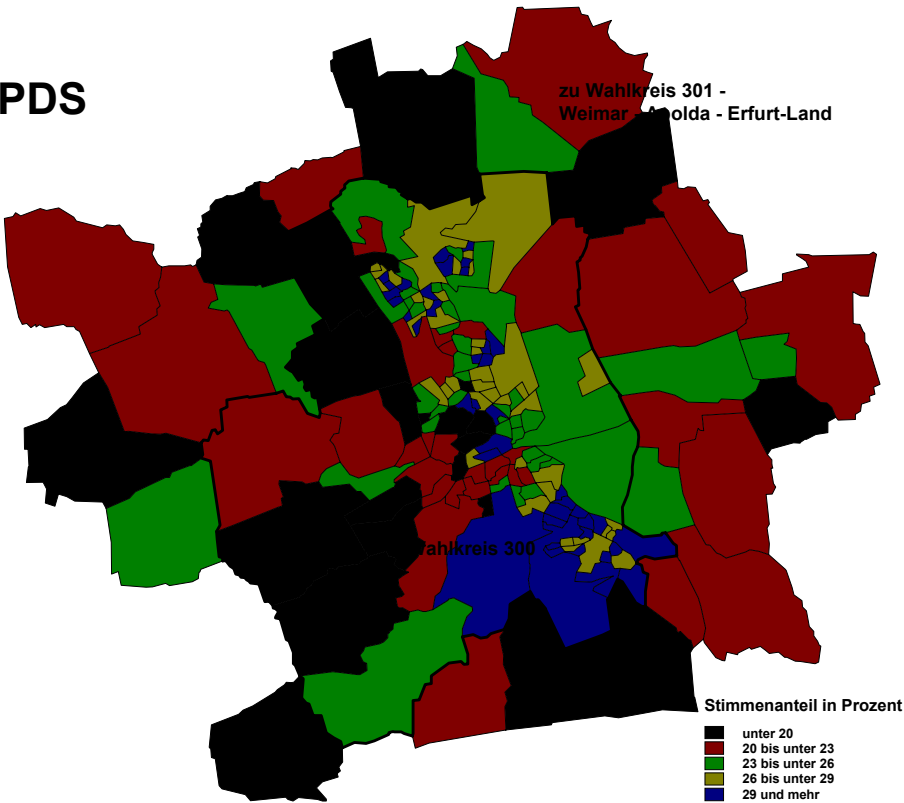 PDS
zu Wahlkreis 301 -
Weimar - Apolda - Erfurt-Land
Wahlkreis 300
Stimmenanteil in Prozent
unter 20
20 bis unter 23
23 bis unter 26
26 bis unter 29
29 und mehr